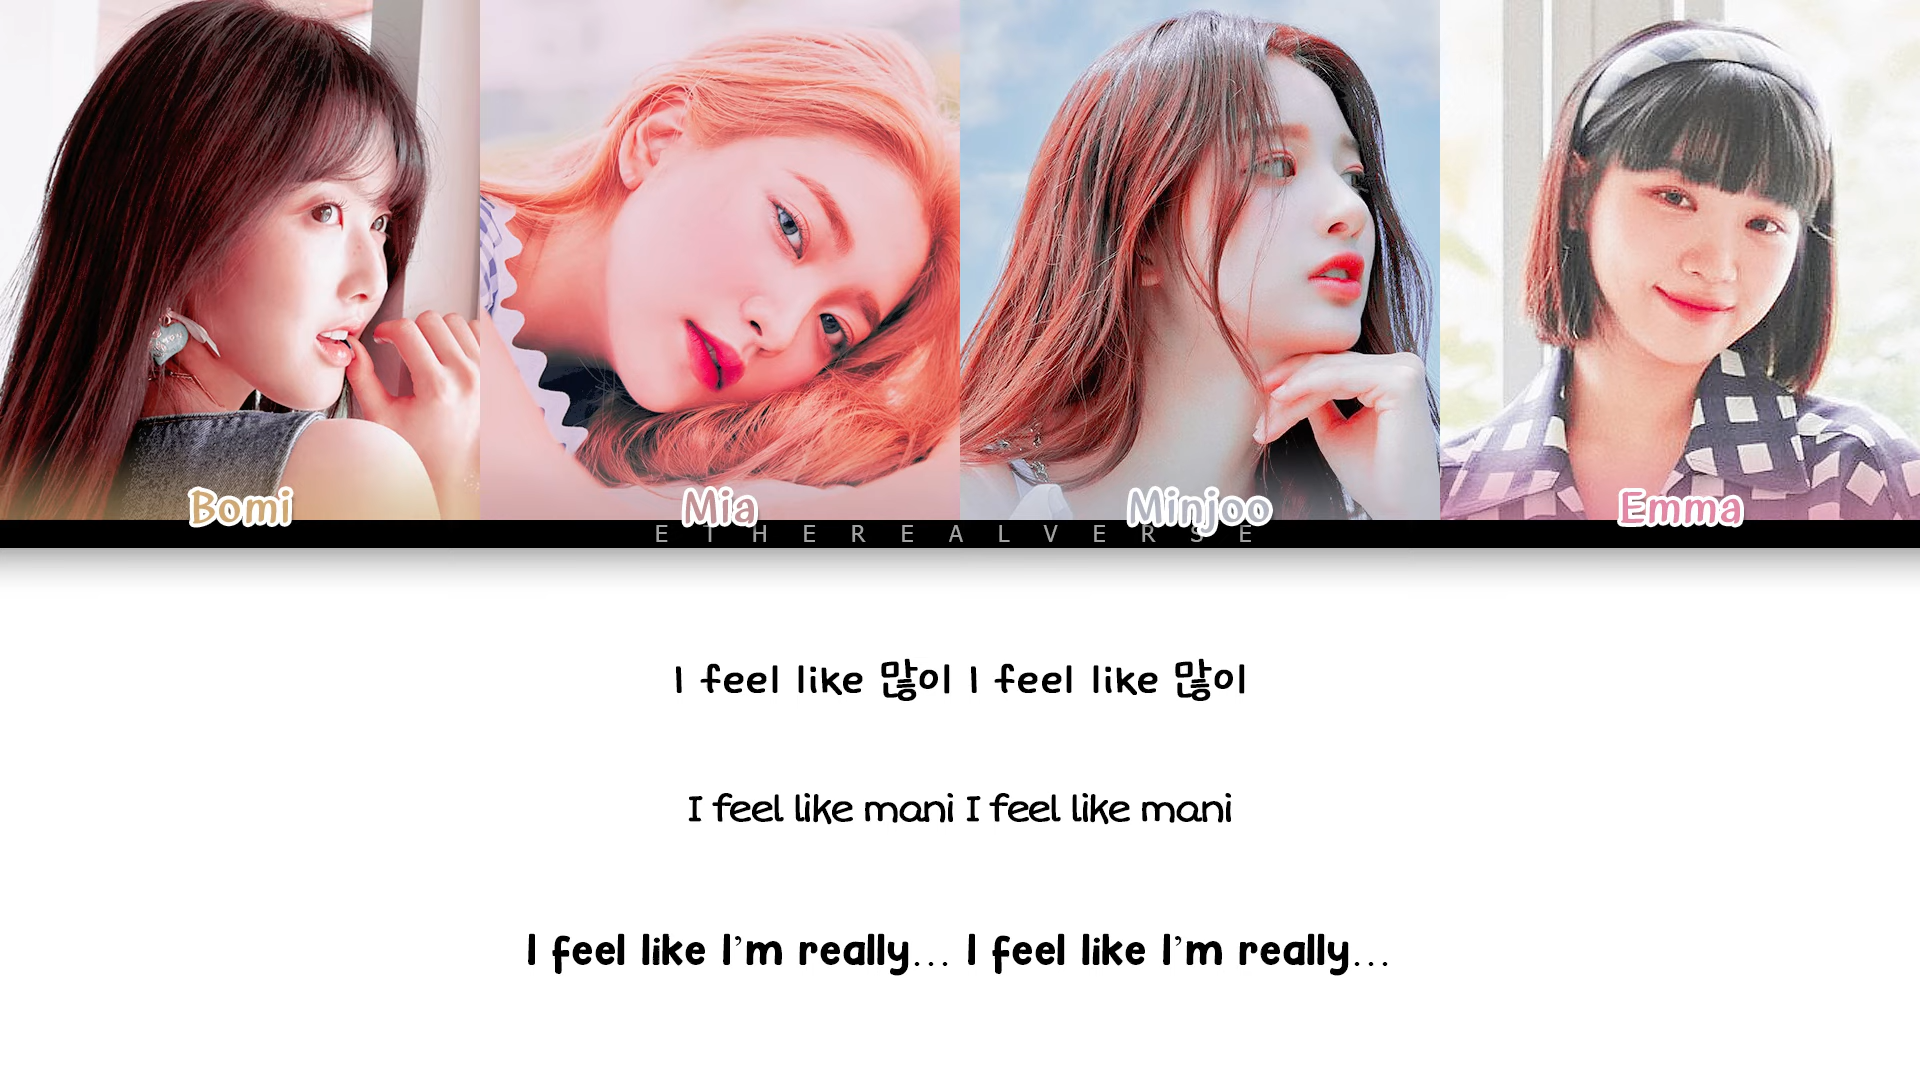 Bomi
Mia
Minjoo
Emma
ETHEREALVERSE
I feel like 많이 I feel like 많이
I feel like mani I feel like mani
I feel like I’m really... I feel like I’m really...